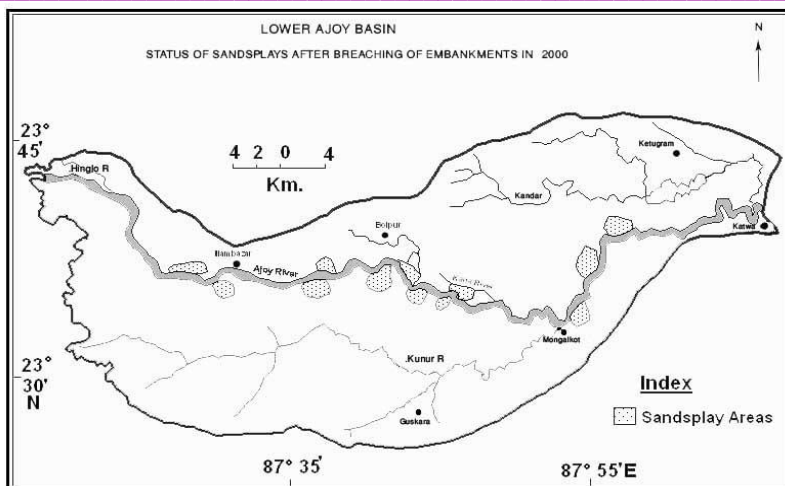 LOWER AJOY BASIN
N
STATUS OF SANDSPLAYS AFTER BREACHING OF EMBANKMENTS IN 2000
23°
45'
4 2 0 4
Km.
Hinglo R
Ketugram
Kandar
Bolpur
Katwa
Ajoy River
Mongalkot
Kunur R
23°
30'
N
Guskara
Index
Sandsplay Areas
87° 35'
87° 55'E